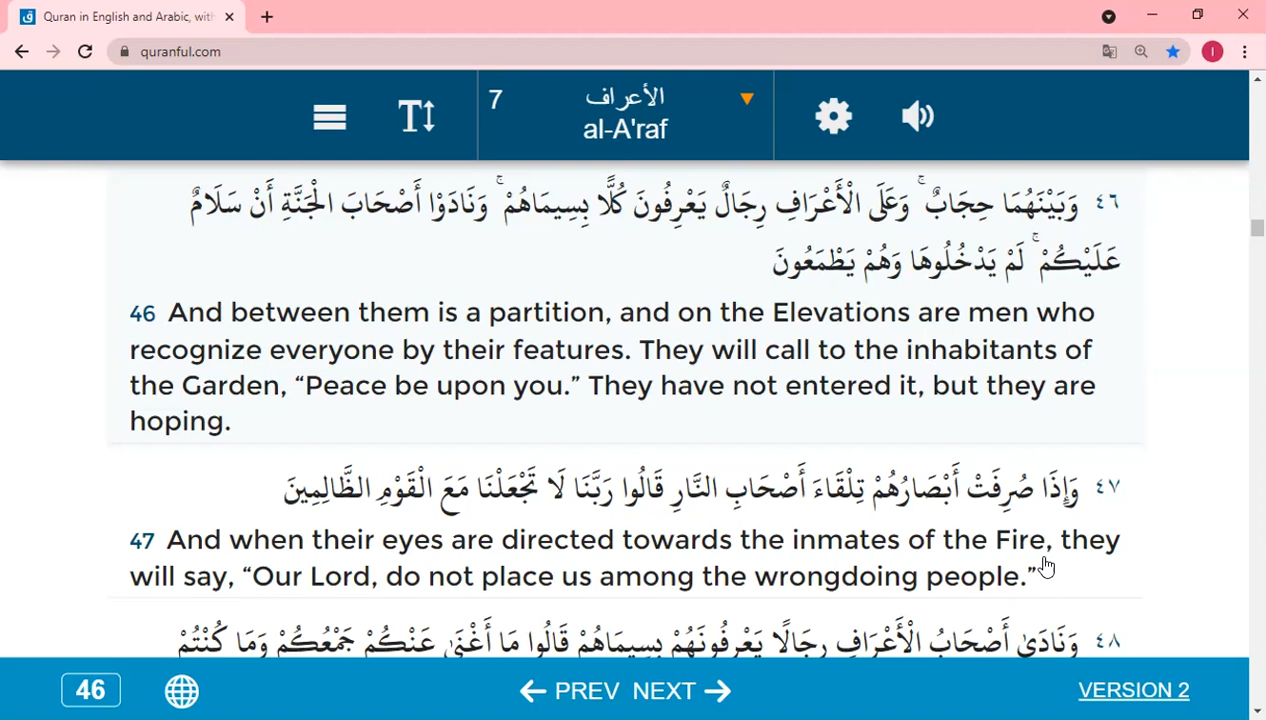 Quran in English and Arabic, with
quranful.com
7
الأعراف
al-A'raf
٤٦ وَبَيْنَهُمَا حِجَابٌ ۚ وَعَلَى الْأَعْرَافِ رِجَالٌ يَعْرِفُونَ كُلًّا بِسِيمَاهُمْ ۚ وَنَادَوْا أَصْحَابَ الْجَنَّةِ أَنْ سَلَامٌ
عَلَيْكُمْ ۚ لَمْ يَدْخُلُوهَا وَهُمْ يَطْمَعُونَ
46 And between them is a partition, and on the Elevations are men who
recognize everyone by their features. They will call to the inhabitants of
the Garden, “Peace be upon you.” They have not entered it, but they are
hoping.
٤٧ وَإِذَا صُرِفَتْ أَبْصَارُهُمْ تِلْقَاءَ أَصْحَابِ النَّارِ قَالُوا رَبَّنَا لَا تَجْعَلْنَا مَعَ الْقَوْمِ الظَّالِمِينَ
47 And when their eyes are directed towards the inmates of the Fire, they
will say, “Our Lord, do not place us among the wrongdoing people.”
٤٨ وَنَادَىٰ أَصْحَابُ الْأَعْرَافِ رِجَالًا يَعْرِفُونَهُمْ بِسِيمَاهُمْ قَالُوا مَا أَغْنَىٰ عَنْكُمْ جَمْعُكُمْ وَمَا كُنْتُمْ
46
PREV NEXT
VERSION 2